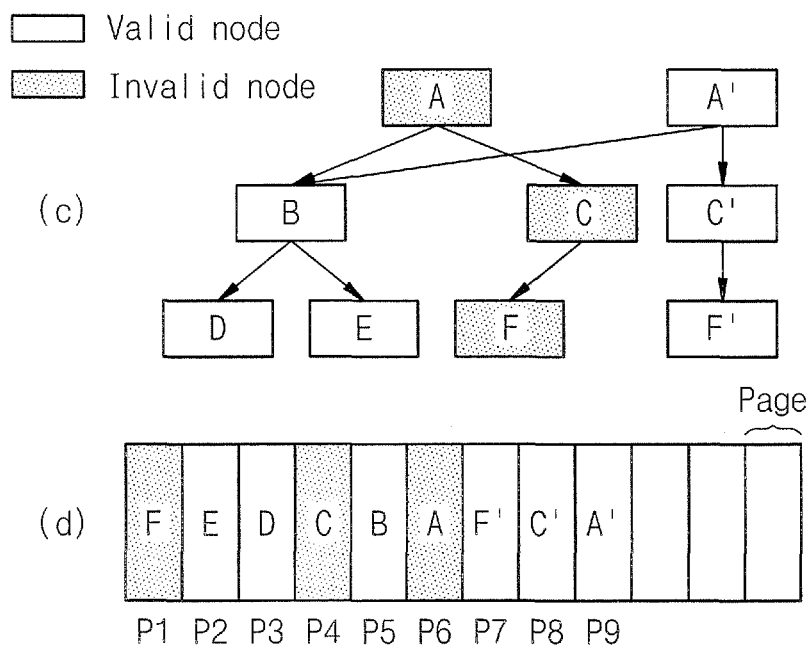 Valid node
Invalid node
A A'
(c) B C C'
D E F F'
Page
(d) F E D C B A F' C' A'
P1 P2 P3 P4 P5 P6 P7 P8 P9